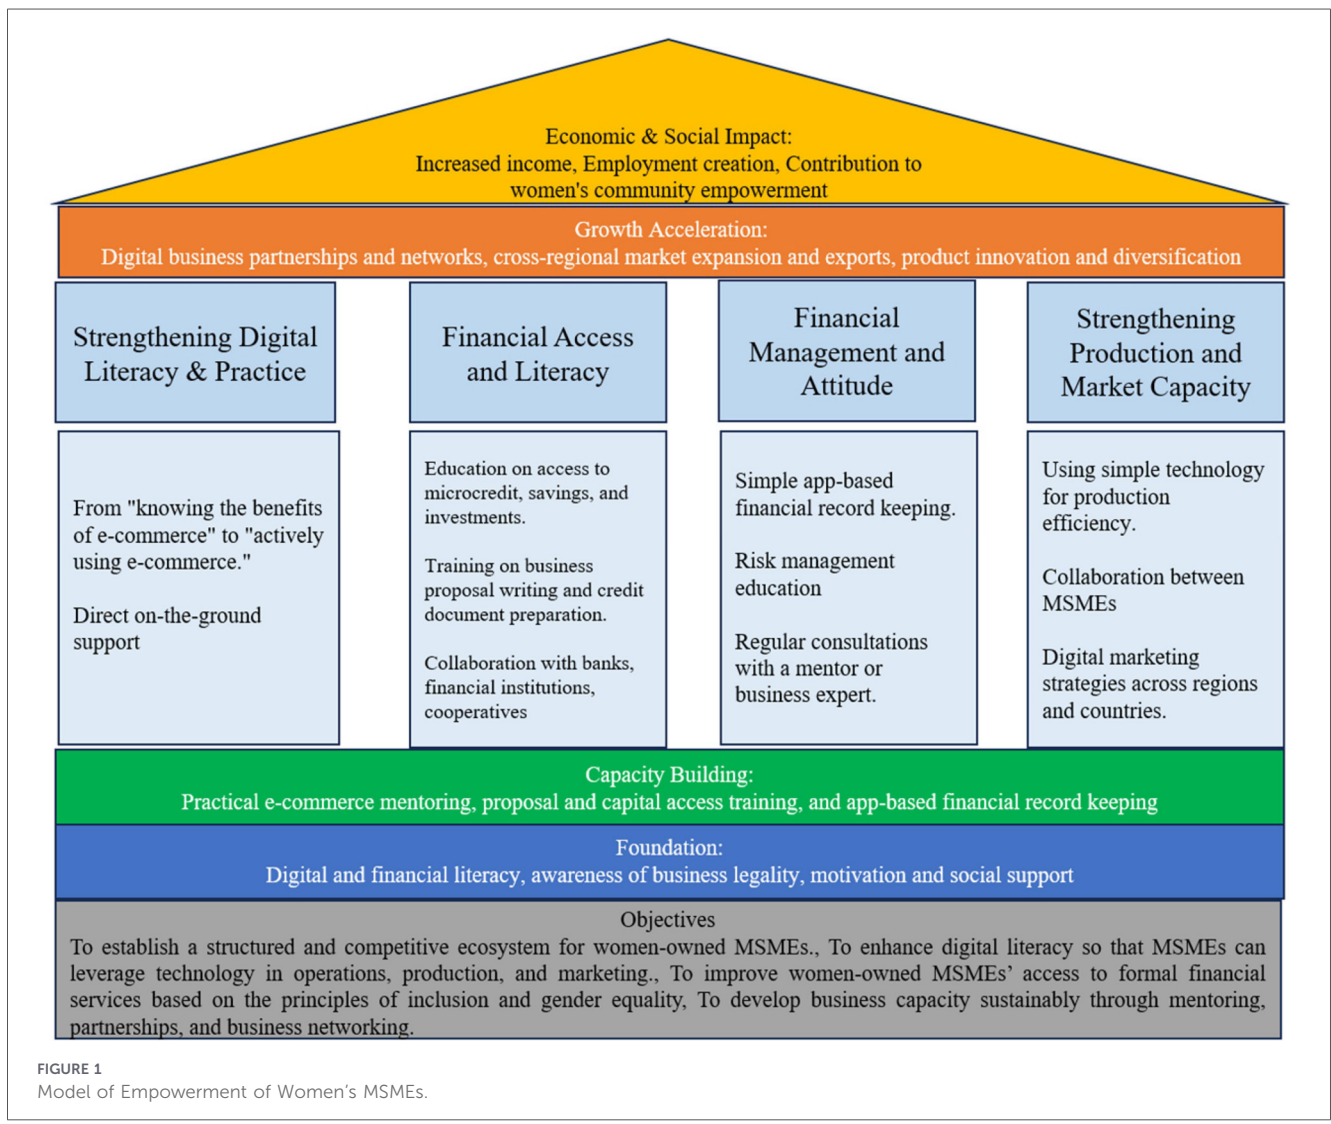 Economic & Social Impact:
Increased income, Employment creation, Contribution to
women's community empowerment
Growth Acceleration:
Digital business partnerships and networks, cross-regional market expansion and exports, product innovation and diversification
Strengthening Digital
Literacy & Practice
Financial Access
and Literacy
Financial
Management and
Attitude
Strengthening
Production and
Market Capacity
From "knowing the benefits
of e-commerce" to "actively
using e-commerce."
Direct on-the-ground
support
Education on access to
microcredit, savings, and
investments.
Training on business
proposal writing and credit
document preparation.
Collaboration with banks,
financial institutions,
cooperatives
Simple app-based
financial record keeping.
Risk management
education
Regular consultations
with a mentor or
business expert.
Using simple technology
for production
efficiency.
Collaboration between
MSMEs
Digital marketing
strategies across regions
and countries.
Capacity Building:
Practical e-commerce mentoring, proposal and capital access training, and app-based financial record keeping
Foundation:
Digital and financial literacy, awareness of business legality, motivation and social support
Objectives
To establish a structured and competitive ecosystem for women-owned MSMEs., To enhance digital literacy so that MSMEs can
leverage technology in operations, production, and marketing., To improve women-owned MSMEs’ access to formal financial
services based on the principles of inclusion and gender equality, To develop business capacity sustainably through mentoring,
partnerships, and business networking.
FIGURE 1
Model of Empowerment of Women’s MSMEs.